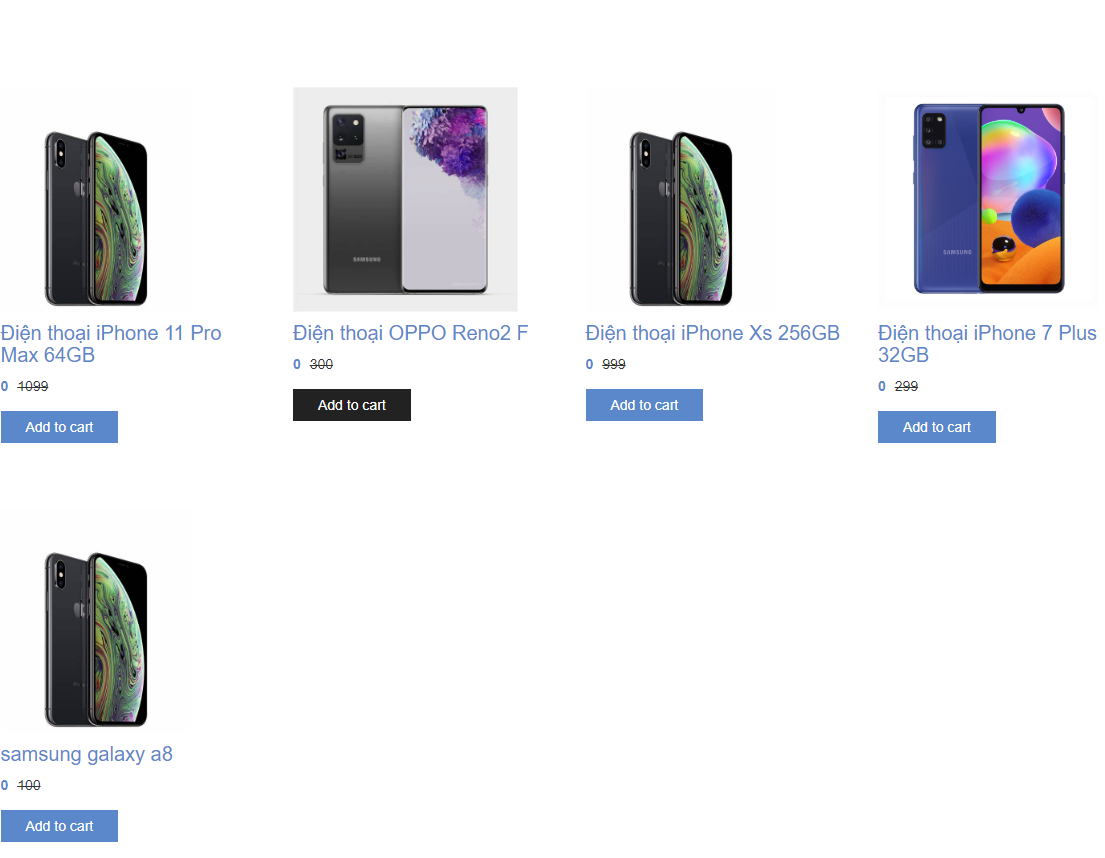 SAMSUNG
SAMSUNG
Điện thoại iPhone 11 Pro
Max 64GB
0 1099
Add to cart
Điện thoại OPPO Reno2 F
0 300
Add to cart
Điện thoại iPhone Xs 256GB
0 999
Add to cart
Điện thoại iPhone 7 Plus
32GB
0 299
Add to cart
samsung galaxy a8
0 100
Add to cart